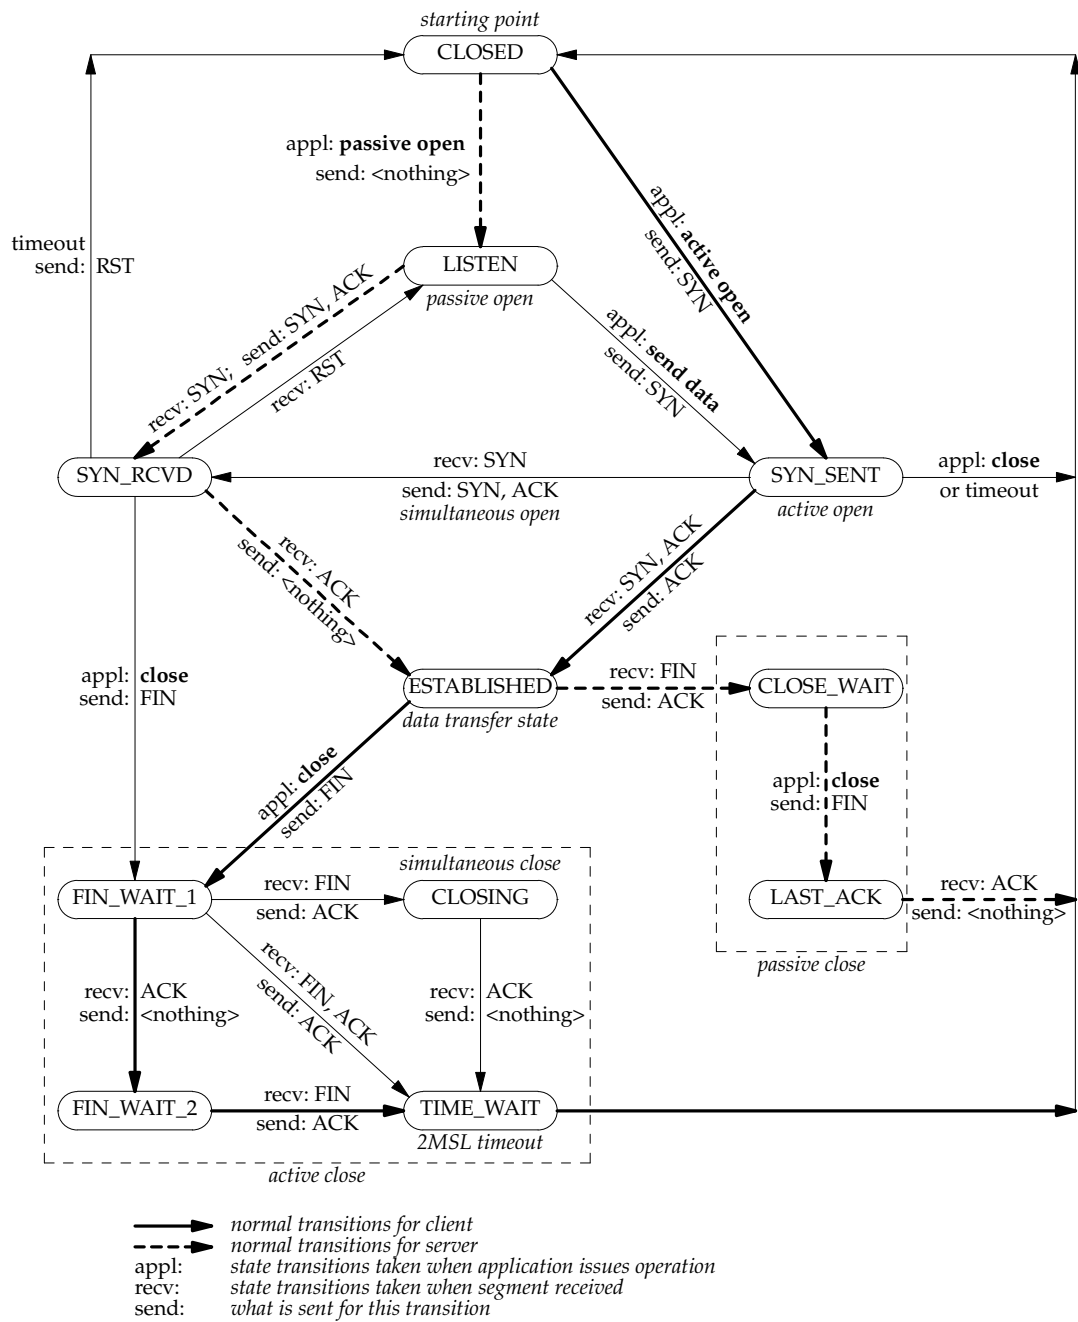 starting point
CLOSED
appl: passive open
send: <nothing>
appl: active open
send: SYN
timeout
send: RST
LISTEN
passive open
recv: SYN; send: SYN, ACK
recv: RST
appl: send data
send: SYN
SYN_RCVD
recv: SYN
send: SYN, ACK
simultaneous open
SYN_SENT
active open
appl: close
or timeout
recv: ACK
send: <nothing>
recv: SYN, ACK
send: ACK
appl: close
send: FIN
ESTABLISHED
data transfer state
recv: FIN
send: ACK
CLOSE_WAIT
appl: close
send: FIN
appl: close
send: FIN
LAST_ACK
recv: ACK
send: <nothing>
passive close
simultaneous close
FIN_WAIT_1
recv: FIN
send: ACK
CLOSING
recv: ACK
send: <nothing>
recv: FIN, ACK
send: ACK
recv: ACK
send: <nothing>
FIN_WAIT_2
recv: FIN
send: ACK
TIME_WAIT
2MSL timeout
active close
normal transitions for client
normal transitions for server
appl: state transitions taken when application issues operation
recv: state transitions taken when segment received
send: what is sent for this transition